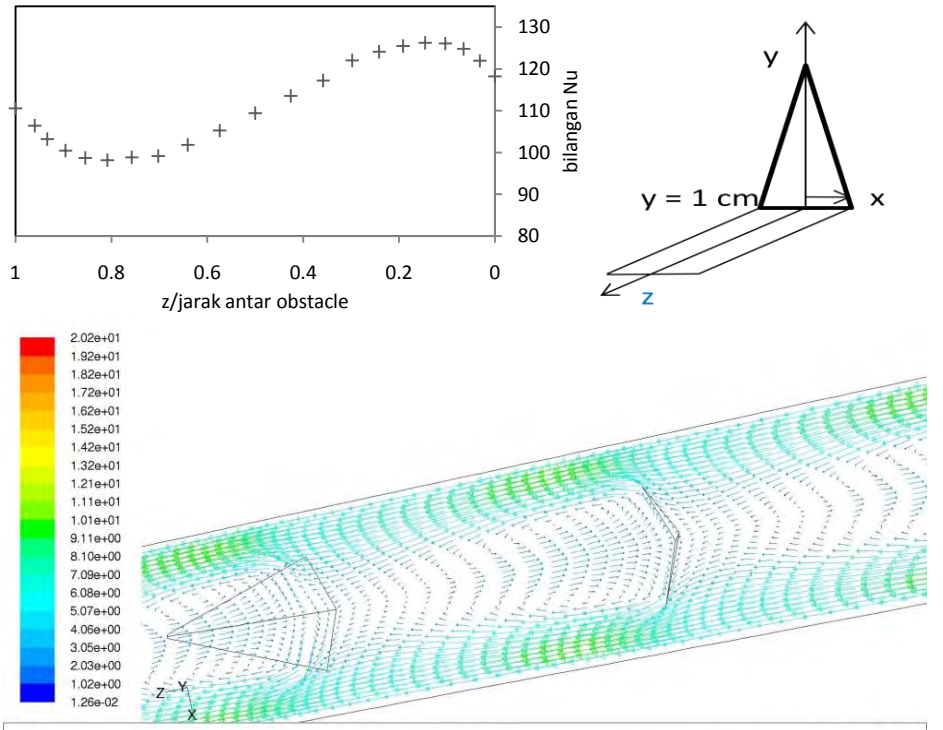 130
120
110
100
90
80
bilangan Nu
1
0.8
0.6
0.4
0.2
0
z/jarak antar obstacle
y
y = 1 cm
x
z
2.02e+01
1.92e+01
1.82e+01
1.72e+01
1.62e+01
1.52e+01
1.42e+01
1.32e+01
1.21e+01
1.11e+01
1.01e+01
9.11e+00
8.10e+00
7.09e+00
6.08e+00
5.07e+00
4.06e+00
3.05e+00
2.03e+00
1.02e+00
1.26e-02
Z
Y
X